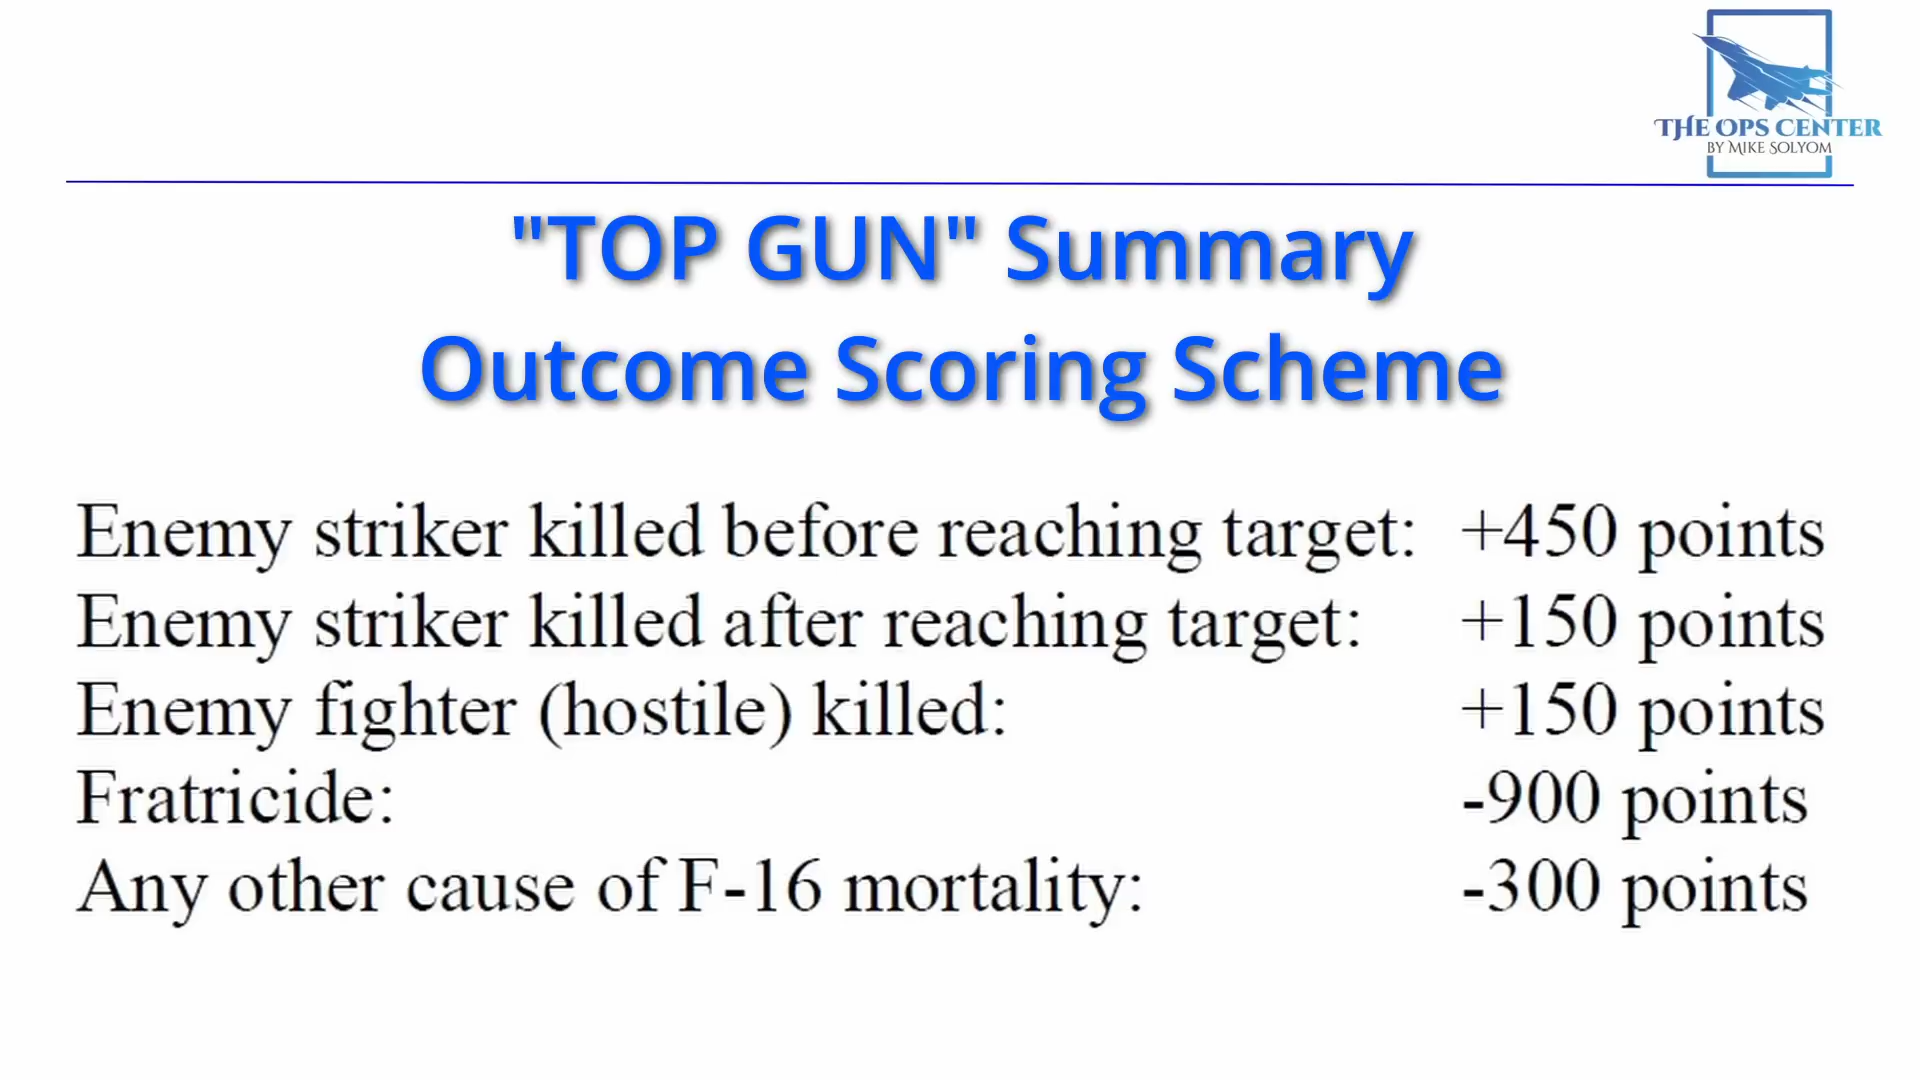 THE OPS CENTER
BY MIKE SOLYOM
"TOP GUN" Summary
Outcome Scoring Scheme
Enemy striker killed before reaching target: +450 points
Enemy striker killed after reaching target: +150 points
Enemy fighter (hostile) killed: +150 points
Fratricide: -900 points
Any other cause of F-16 mortality: -300 points